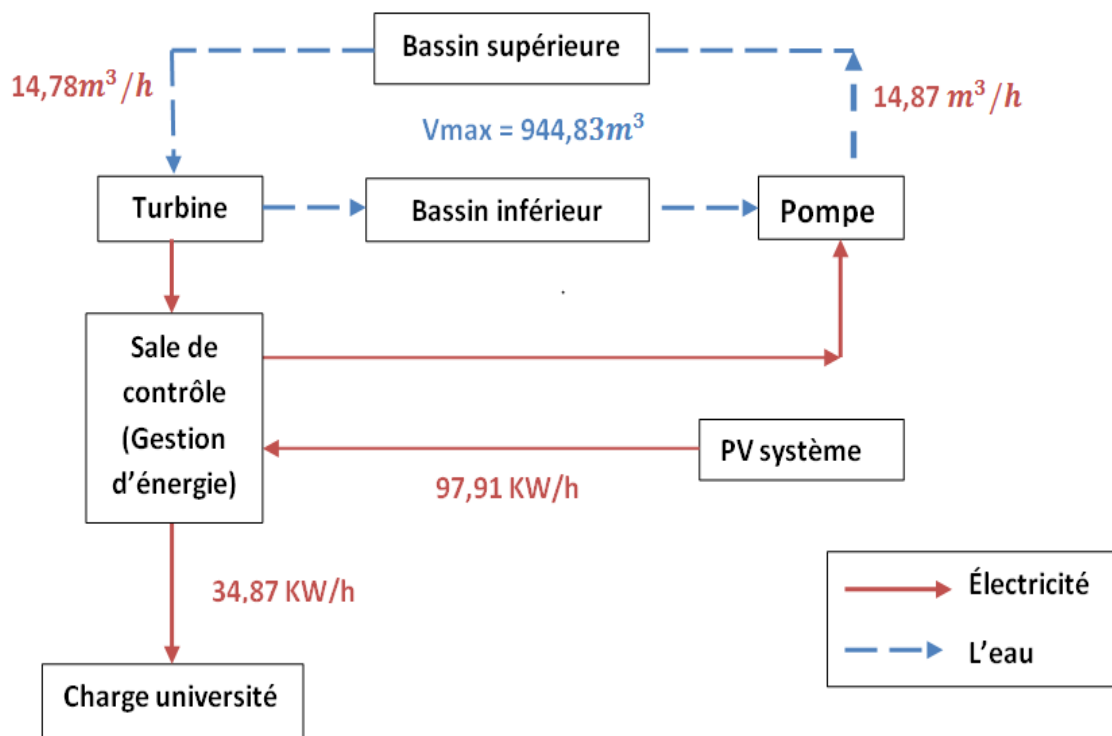 Bassin supérieure
14,78m³/h
14,87 m³/h
Vmax = 944,83m³
Turbine
Bassin inférieur
Pompe
Sale de
contrôle
(Gestion
d'énergie)
PV système
97,91 KW/h
34,87 KW/h
Électricité
L'eau
Charge université